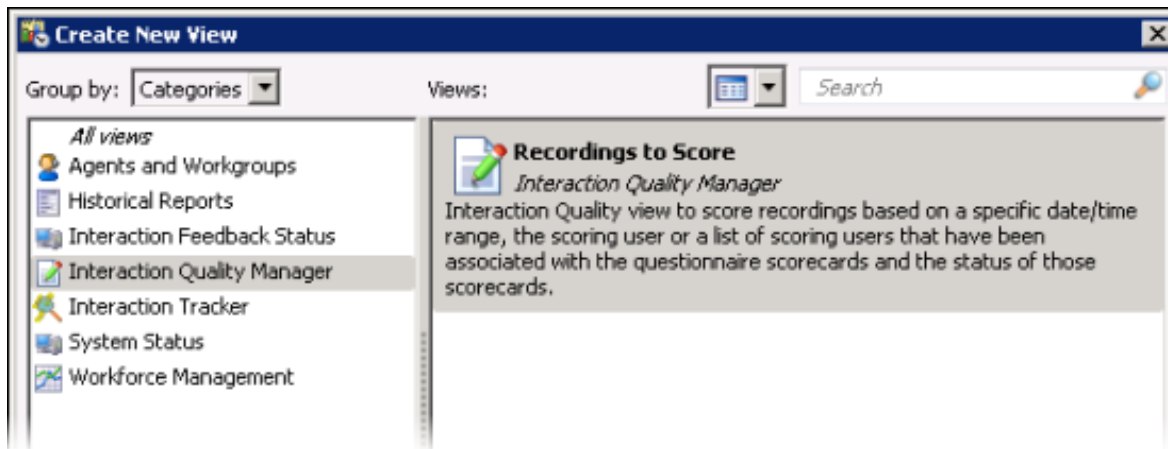 Create New View
Group by: Categories
Views:
Search
All views
Agents and Workgroups
Historical Reports
Interaction Feedback Status
Interaction Quality Manager
Interaction Tracker
System Status
Workforce Management
Recordings to Score
Interaction Quality Manager
Interaction Quality view to score recordings based on a specific date/time
range, the scoring user or a list of scoring users that have been
associated with the questionnaire scorecards and the status of those
scorecards.